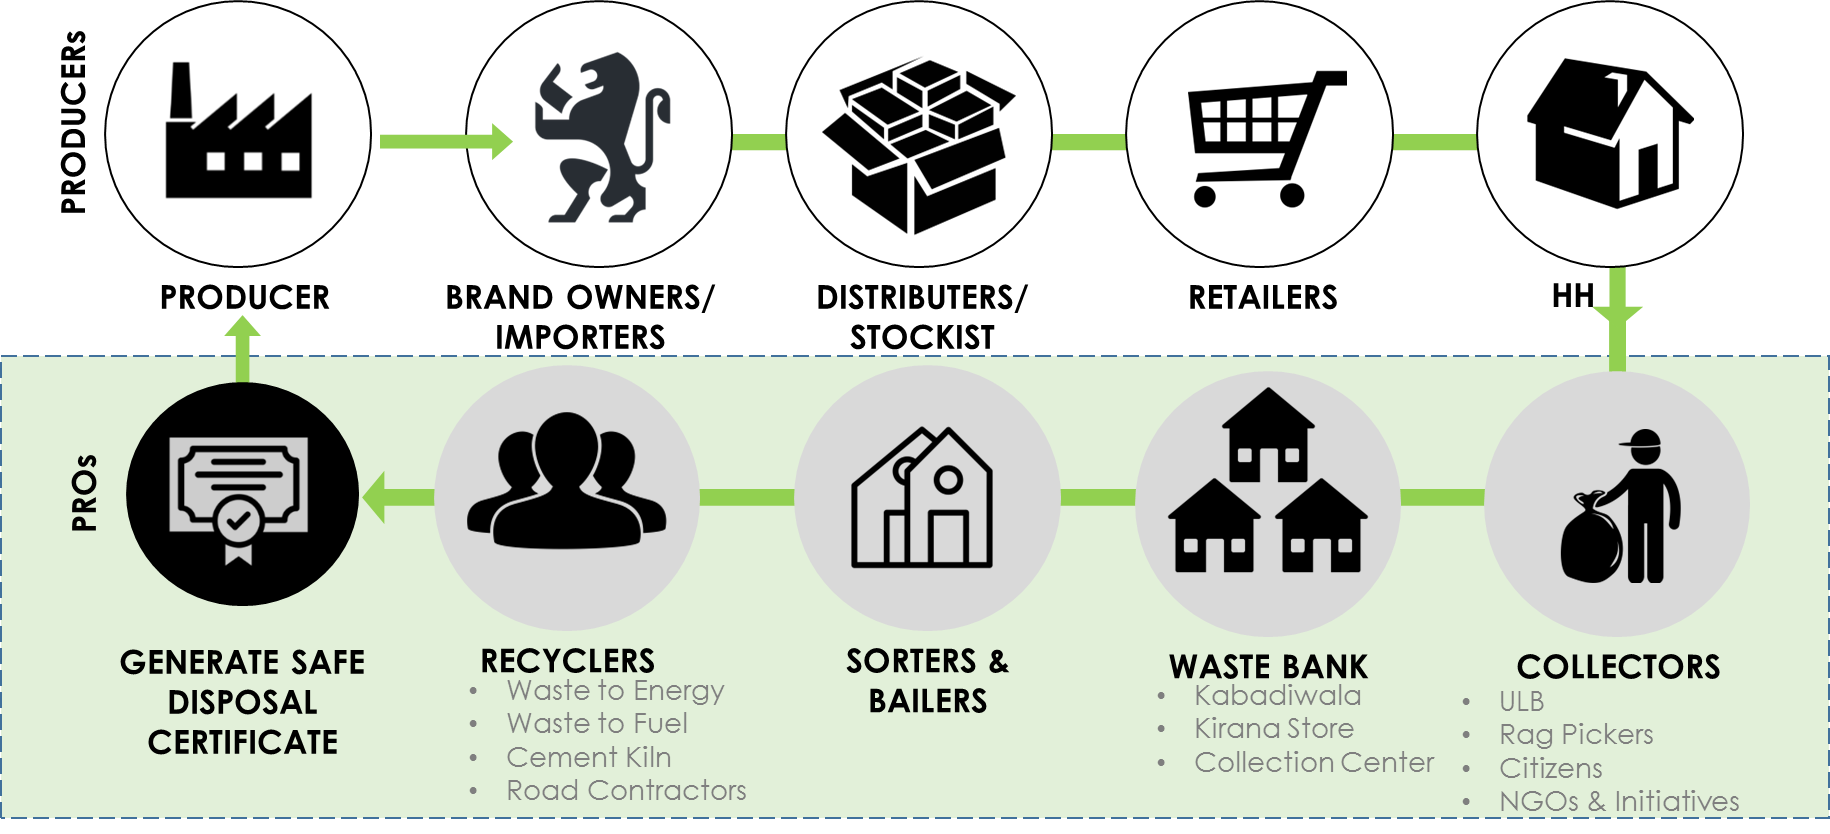 PRODUCERs
PRODUCER
BRAND OWNERS/
IMPORTERS
DISTRIBUTERS/
STOCKIST
RETAILERS
HH
PROs
GENERATE SAFE
DISPOSAL
CERTIFICATE
RECYCLERS
• Waste to Energy
• Waste to Fuel
• Cement Kiln
• Road Contractors
SORTERS &
BAILERS
WASTE BANK
• Kabadiwala
• Kirana Store
• Collection Center
COLLECTORS
• ULB
• Rag Pickers
• Citizens
• NGOs & Initiatives